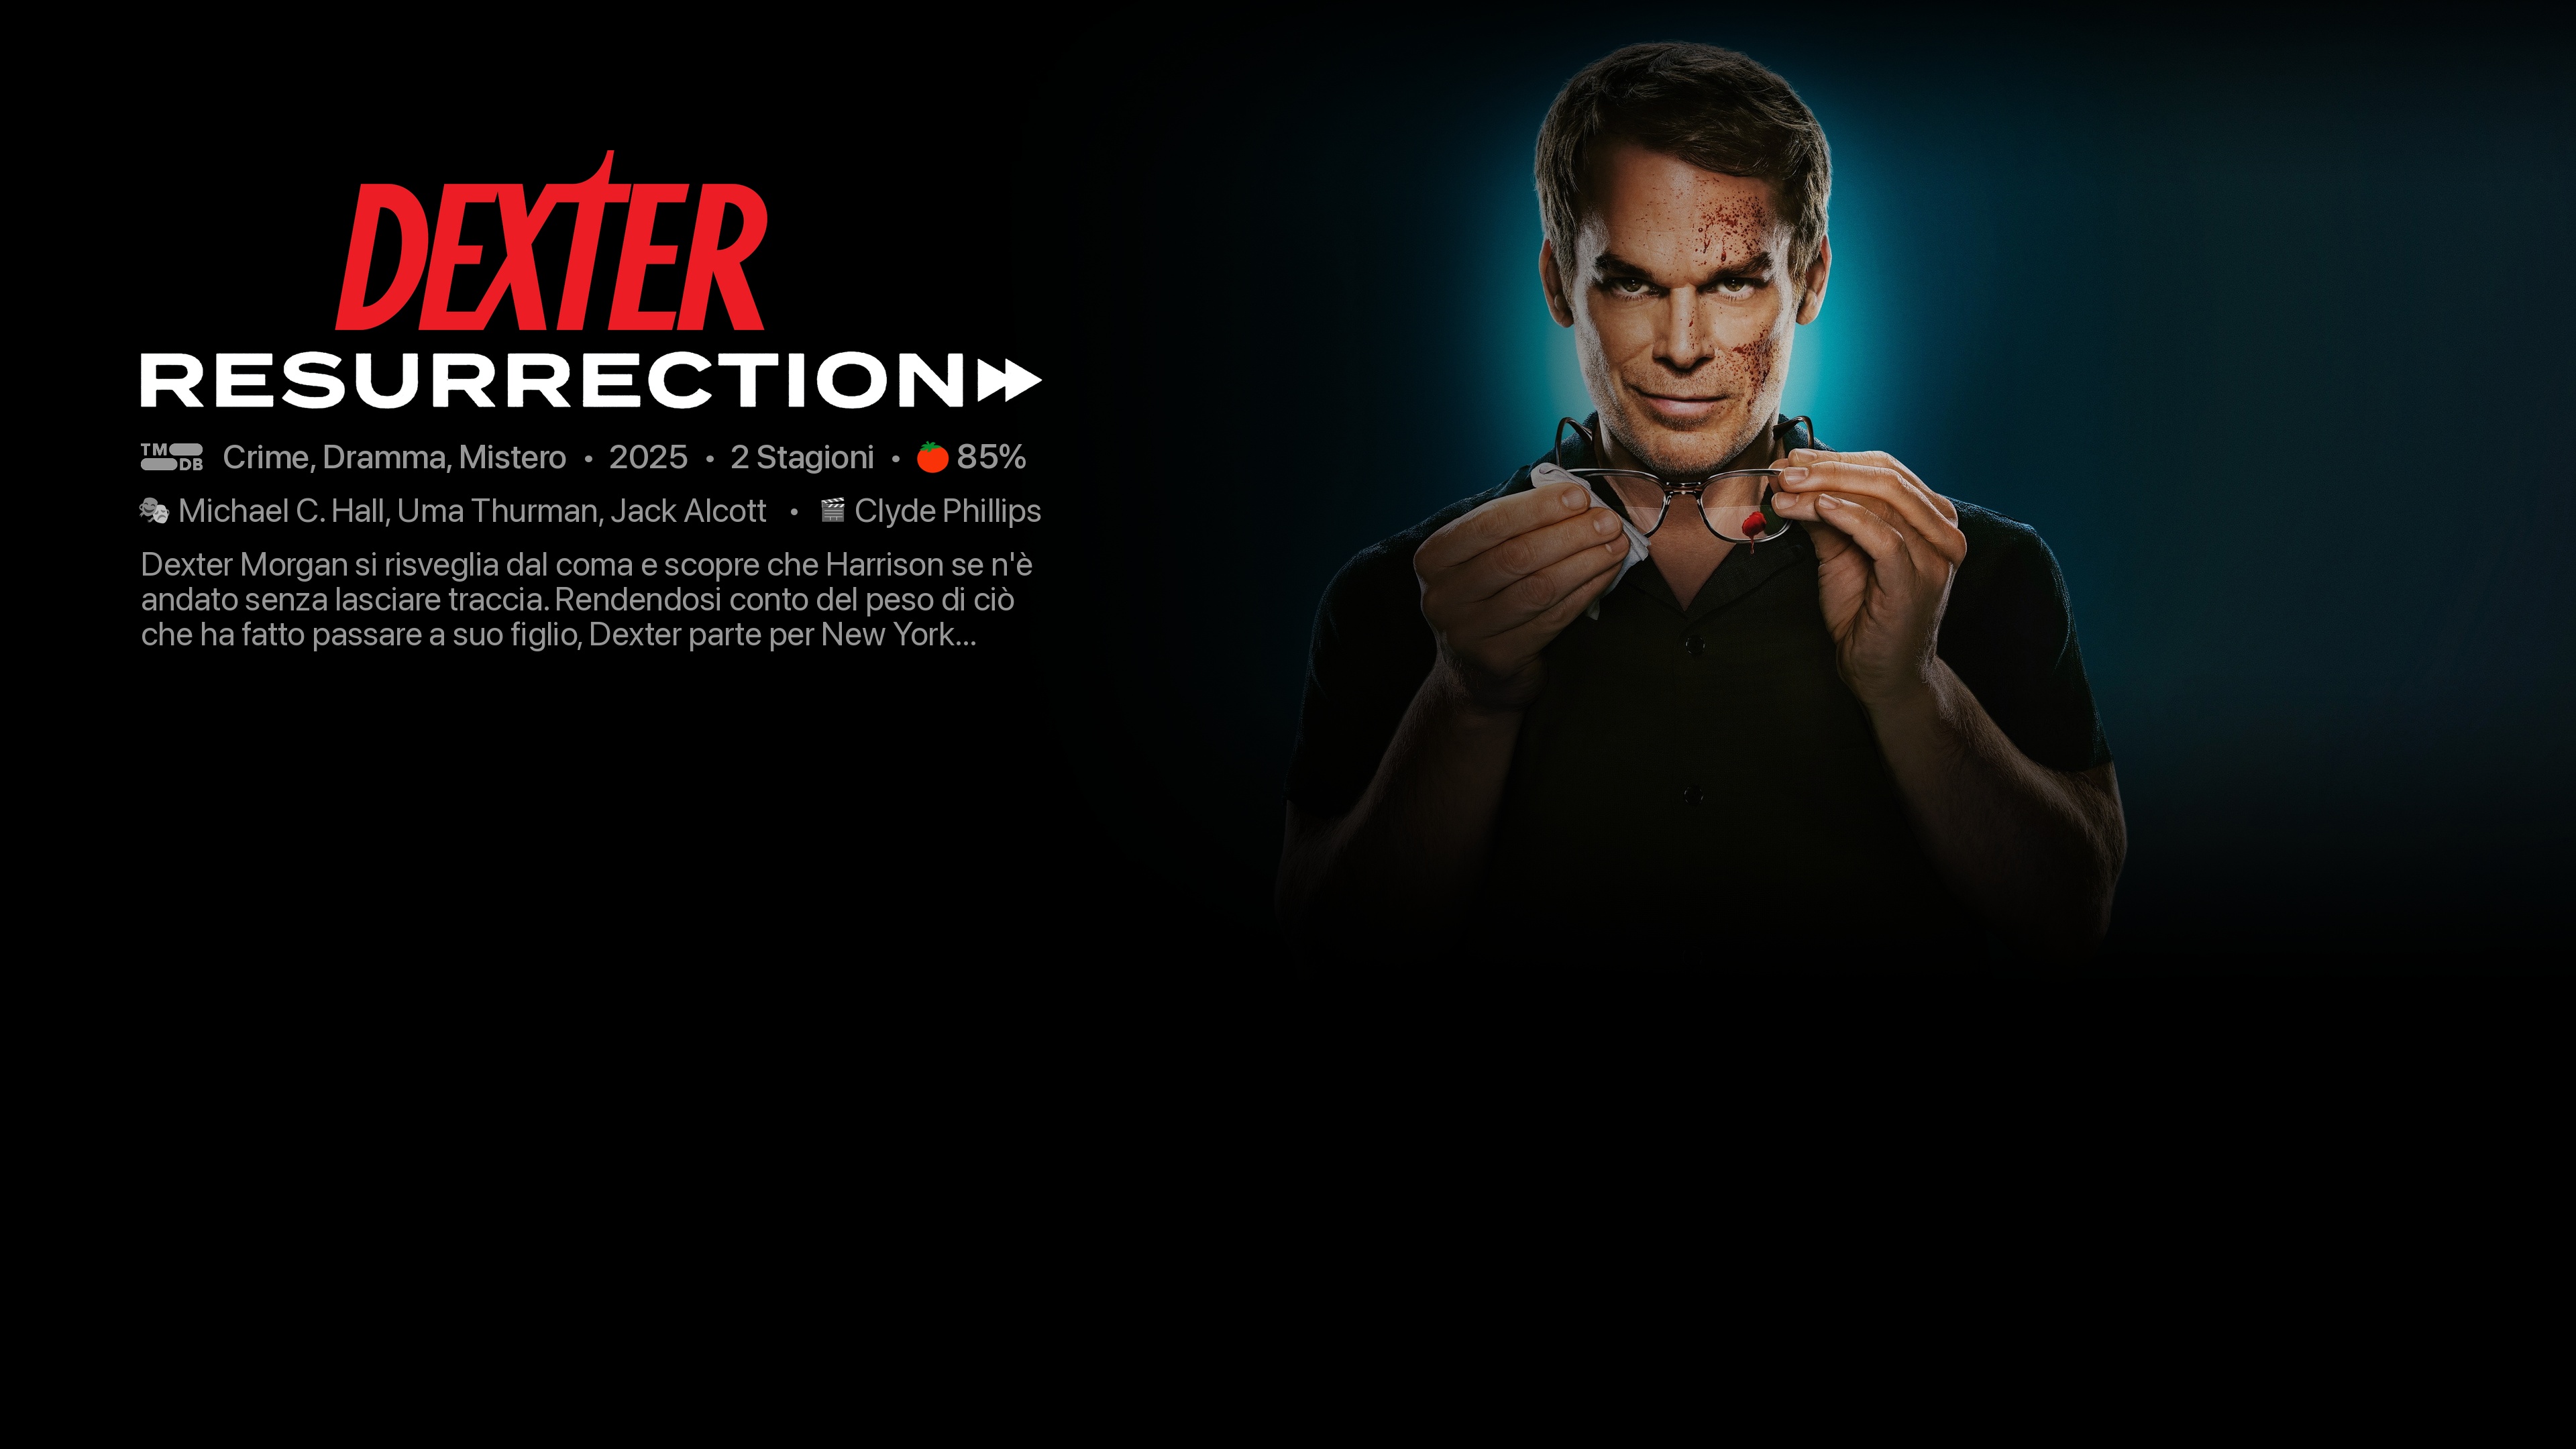 DEXTER
RESURRECTION
TMDB Crime, Dramma, Mistero • 2025 • 2 Stagioni • 🍅 85%
🎭 Michael C. Hall, Uma Thurman, Jack Alcott • 🎬 Clyde Phillips
Dexter Morgan si risveglia dal coma e scopre che Harrison se n'è
andato senza lasciare traccia. Rendendosi conto del peso di ciò
che ha fatto passare a suo figlio, Dexter parte per New York...